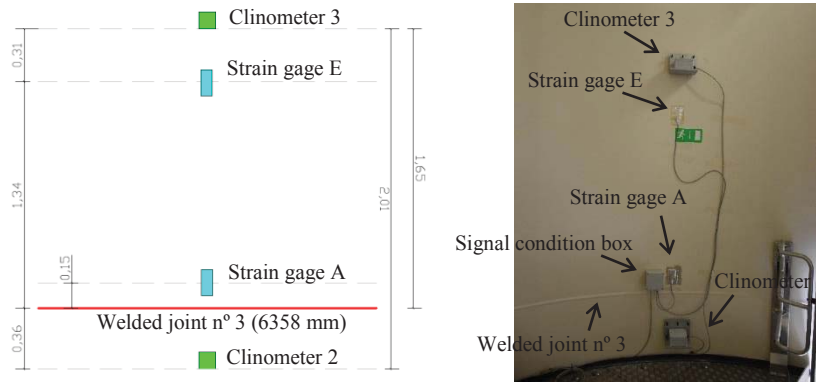 Clinometer 3
0,31
Strain gage E
1,34
2,01
1,65
0,15
Strain gage A
Welded joint nº 3 (6358 mm)
0,36
Clinometer 2
Clinometer 3
Strain gage E
Strain gage A
Signal condition box
Clinometer
Welded joint nº 3